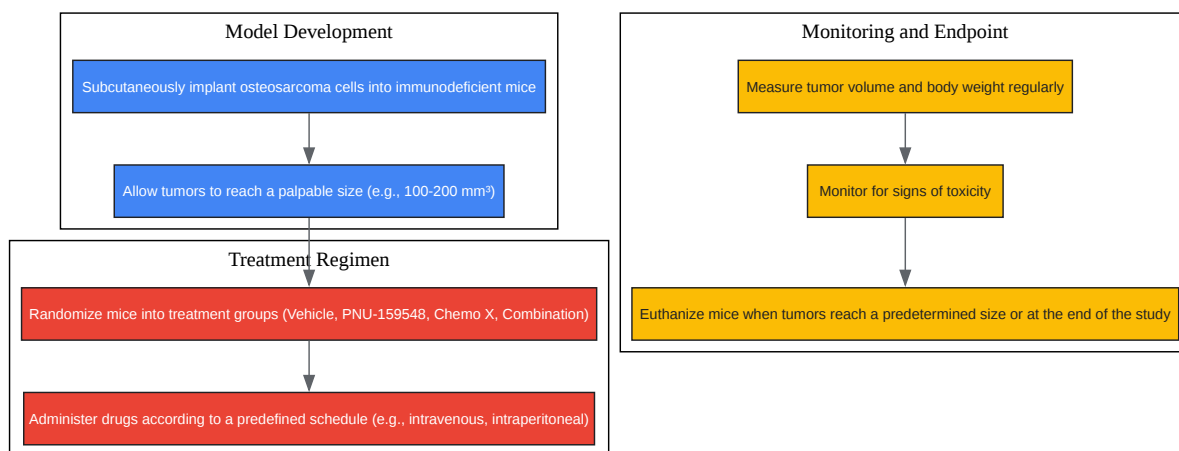 Model Development
Subcutaneously implant osteosarcoma cells into immunodeficient mice
Allow tumors to reach a palpable size (e.g., 100-200 mm³)
Treatment Regimen
Randomize mice into treatment groups (Vehicle, PNU-159548, Chemo X, Combination)
Administer drugs according to a predefined schedule (e.g., intravenous, intraperitoneal)
Monitoring and Endpoint
Measure tumor volume and body weight regularly
Monitor for signs of toxicity
Euthanize mice when tumors reach a predetermined size or at the end of the study